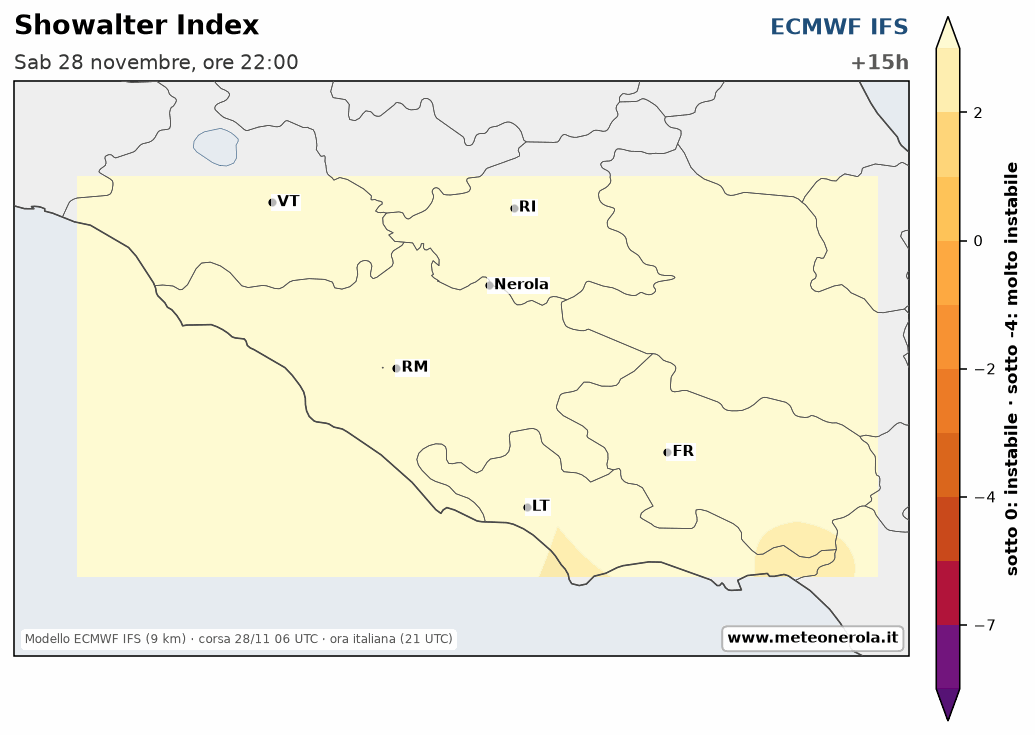 Showalter Index
ECMWF IFS
Sab 28 novembre, ore 22:00
+15h
VT
RI
Nerola
RM
FR
LT
2
0
−2
−4
−7
sotto 0: instabile · sotto -4: molto instabile
Modello ECMWF IFS (9 km) · corsa 28/11 06 UTC · ora italiana (21 UTC)
www.meteonerola.it